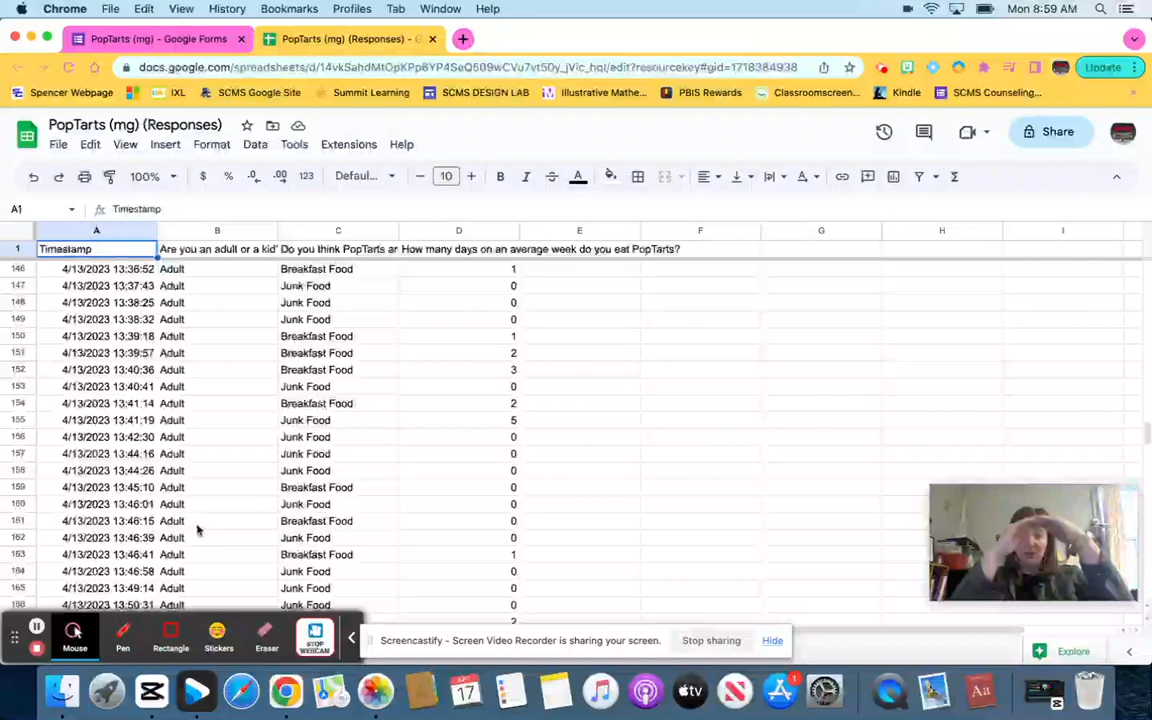 Chrome File Edit View History Bookmarks Profiles Tab Window Help Mon 8:59 AM
PopTarts (mg) - Google Forms PopTarts (mg) (Responses) - G
Update
Spencer Webpage IXL SCMS Google Site Summit Learning SCMS DESIGN LAB Illustrative Mathe... PBIS Rewards Classroomscreen... Kindle SCMS Counseling...
PopTarts (mg) (Responses)
File Edit View Insert Format Data Tools Extensions Help
Share
100% $ % .0 .00 123 Defaul... 10 B I A
A1 Timestamp
A B C D E F G H I
1 Timestamp Are you an adult or a kid? Do you think PopTarts ar How many days on an average week do you eat PopTarts?
146 4/13/2023 13:36:52 Adult Breakfast Food 1
147 4/13/2023 13:37:43 Adult Junk Food 0
148 4/13/2023 13:38:25 Adult Junk Food 0
149 4/13/2023 13:38:32 Adult Junk Food 0
150 4/13/2023 13:39:18 Adult Breakfast Food 1
151 4/13/2023 13:39:57 Adult Breakfast Food 2
152 4/13/2023 13:40:36 Adult Breakfast Food 3
153 4/13/2023 13:40:41 Adult Junk Food 0
154 4/13/2023 13:41:14 Adult Breakfast Food 2
155 4/13/2023 13:41:19 Adult Junk Food 5
156 4/13/2023 13:42:30 Adult Junk Food 0
157 4/13/2023 13:44:16 Adult Junk Food 0
158 4/13/2023 13:44:26 Adult Junk Food 0
159 4/13/2023 13:45:10 Adult Breakfast Food 0
160 4/13/2023 13:46:01 Adult Junk Food 0
161 4/13/2023 13:46:15 Adult Breakfast Food 0
162 4/13/2023 13:46:39 Adult Junk Food 0
163 4/13/2023 13:46:41 Adult Breakfast Food 1
164 4/13/2023 13:46:58 Adult Junk Food 0
165 4/13/2023 13:49:14 Adult Junk Food 0
166 4/13/2023 13:50:31 Adult Junk Food 0
2
Mouse Pen Rectangle Stickers Eraser STOP WEBCAM
Screencastify - Screen Video Recorder is sharing your screen. Stop sharing Hide
Explore
APR 17 tv Aa 1